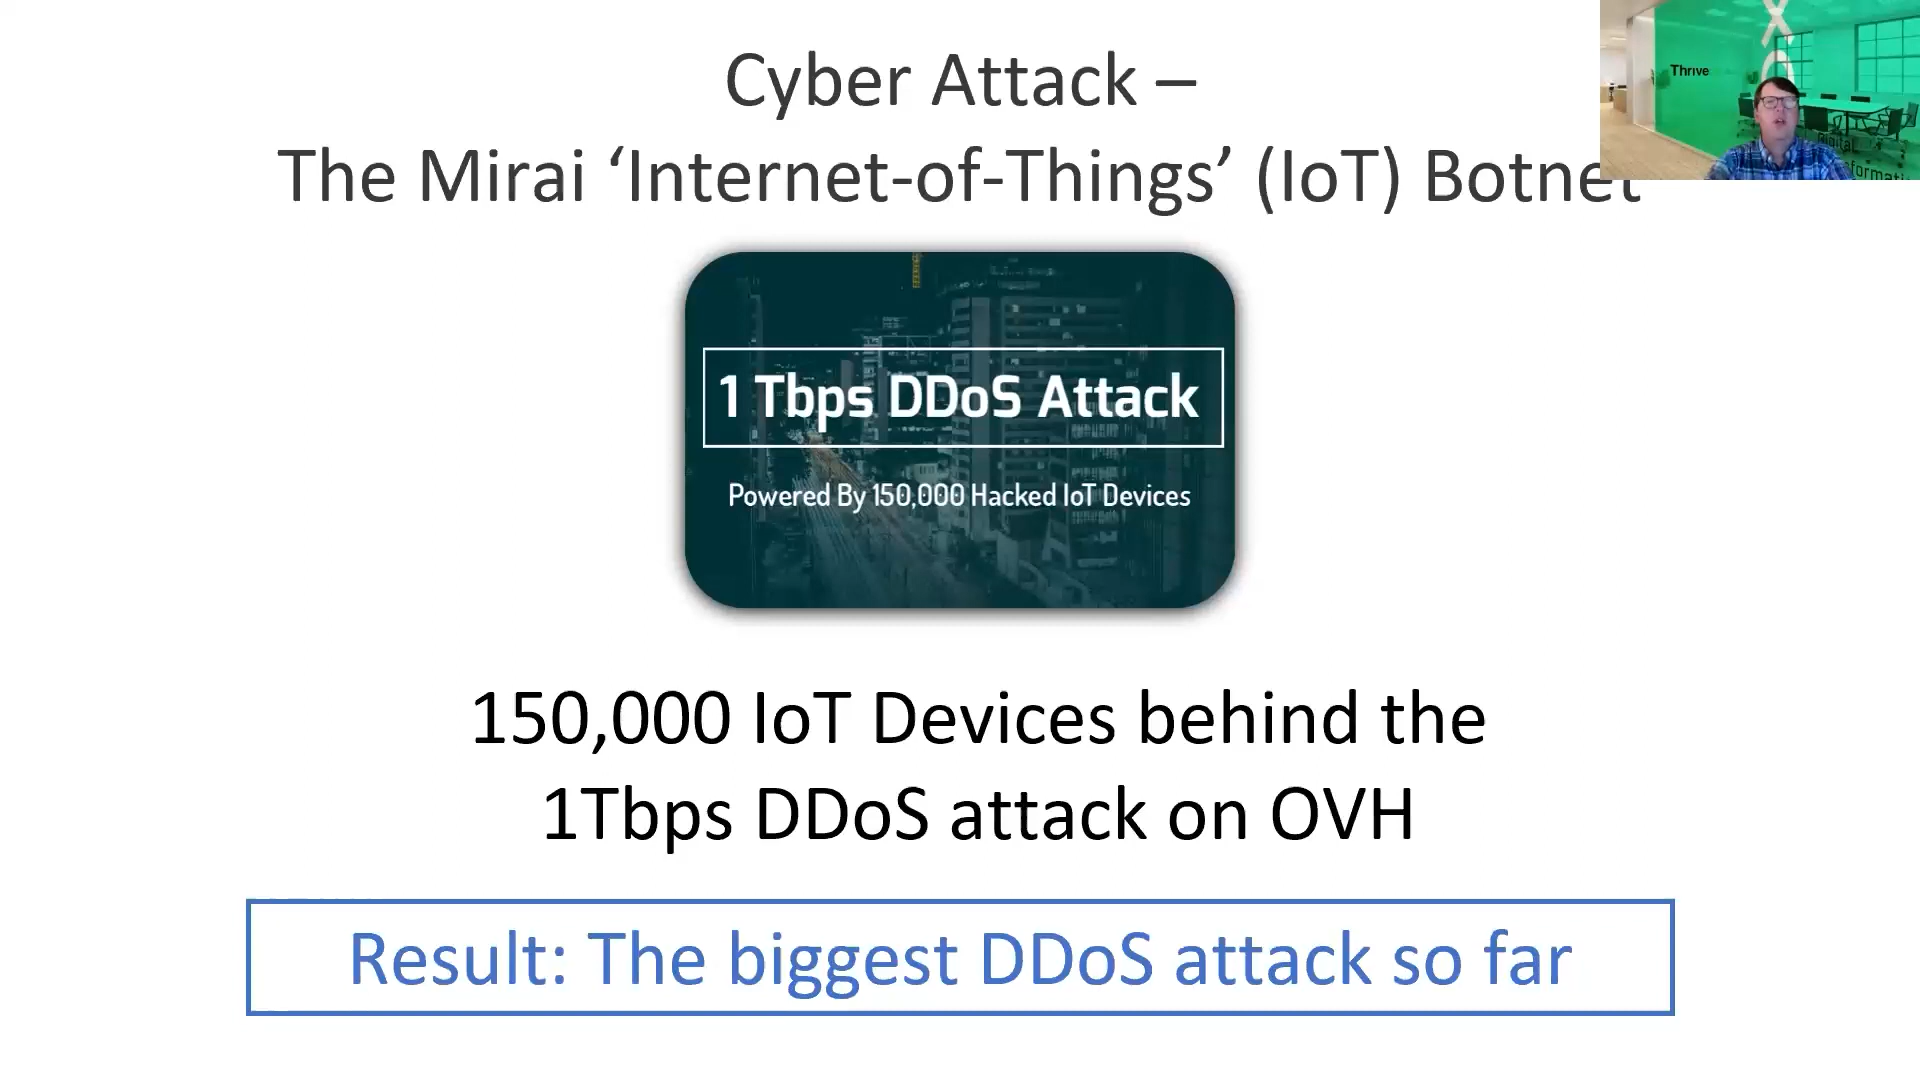 Cyber Attack –
The Mirai ‘Internet-of-Things’ (IoT) Botnet
Thrive
1 Tbps DDoS Attack
Powered By 150,000 Hacked IoT Devices
150,000 IoT Devices behind the
1Tbps DDoS attack on OVH
Result: The biggest DDoS attack so far